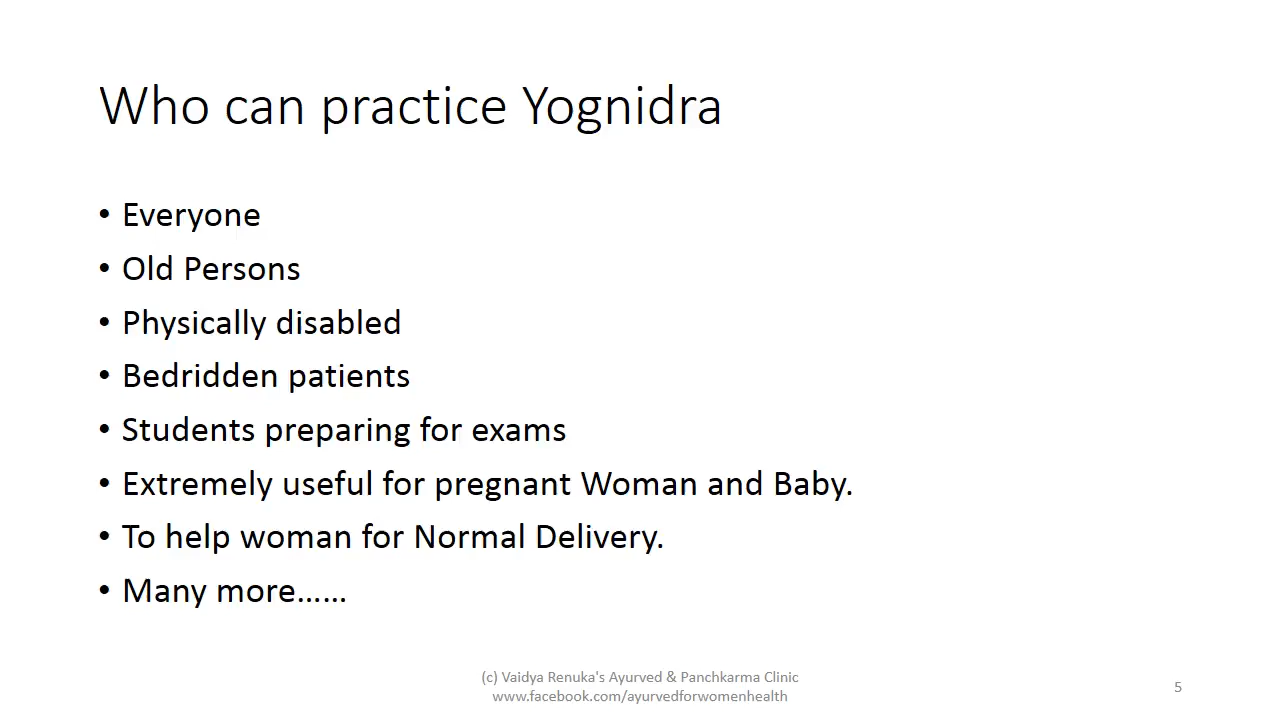 Who can practice Yognidra
• Everyone
• Old Persons
• Physically disabled
• Bedridden patients
• Students preparing for exams
• Extremely useful for pregnant Woman and Baby.
• To help woman for Normal Delivery.
• Many more……
(c) Vaidya Renuka's Ayurved & Panchkarma Clinic
www.facebook.com/ayurvedforwomenhealth
5